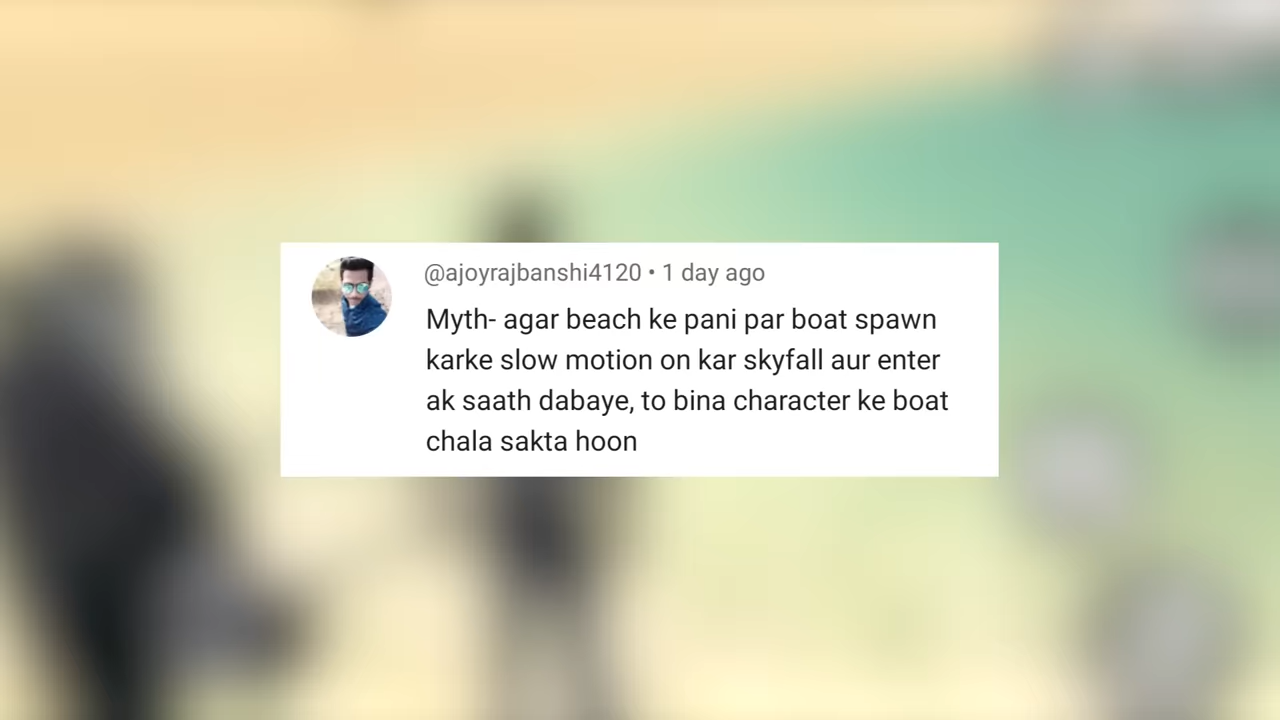 @ajoyrajbanshi4120 • 1 day ago
Myth- agar beach ke pani par boat spawn
karke slow motion on kar skyfall aur enter
ak saath dabaye, to bina character ke boat
chala sakta hoon